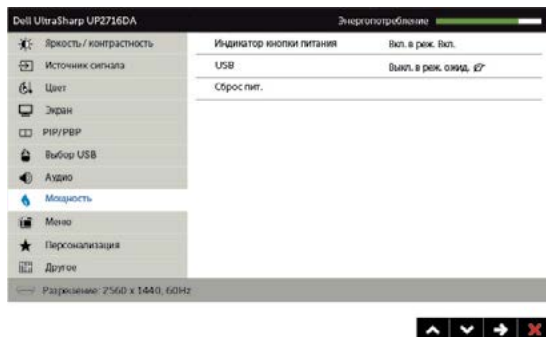 Dell UltraSharp UP2716DA
Энергопотребление
Яркость / контрастность
Индикатор кнопки питания
Вкл. в реж. Вкл.
Источник сигнала
USB
Выкл. в реж. ожид.
Цвет
Сброс пит.
Экран
PIP/PBP
Выбор USB
Аудио
Мощность
Меню
Персонализация
Другое
Разрешение: 2560 x 1440, 60Hz